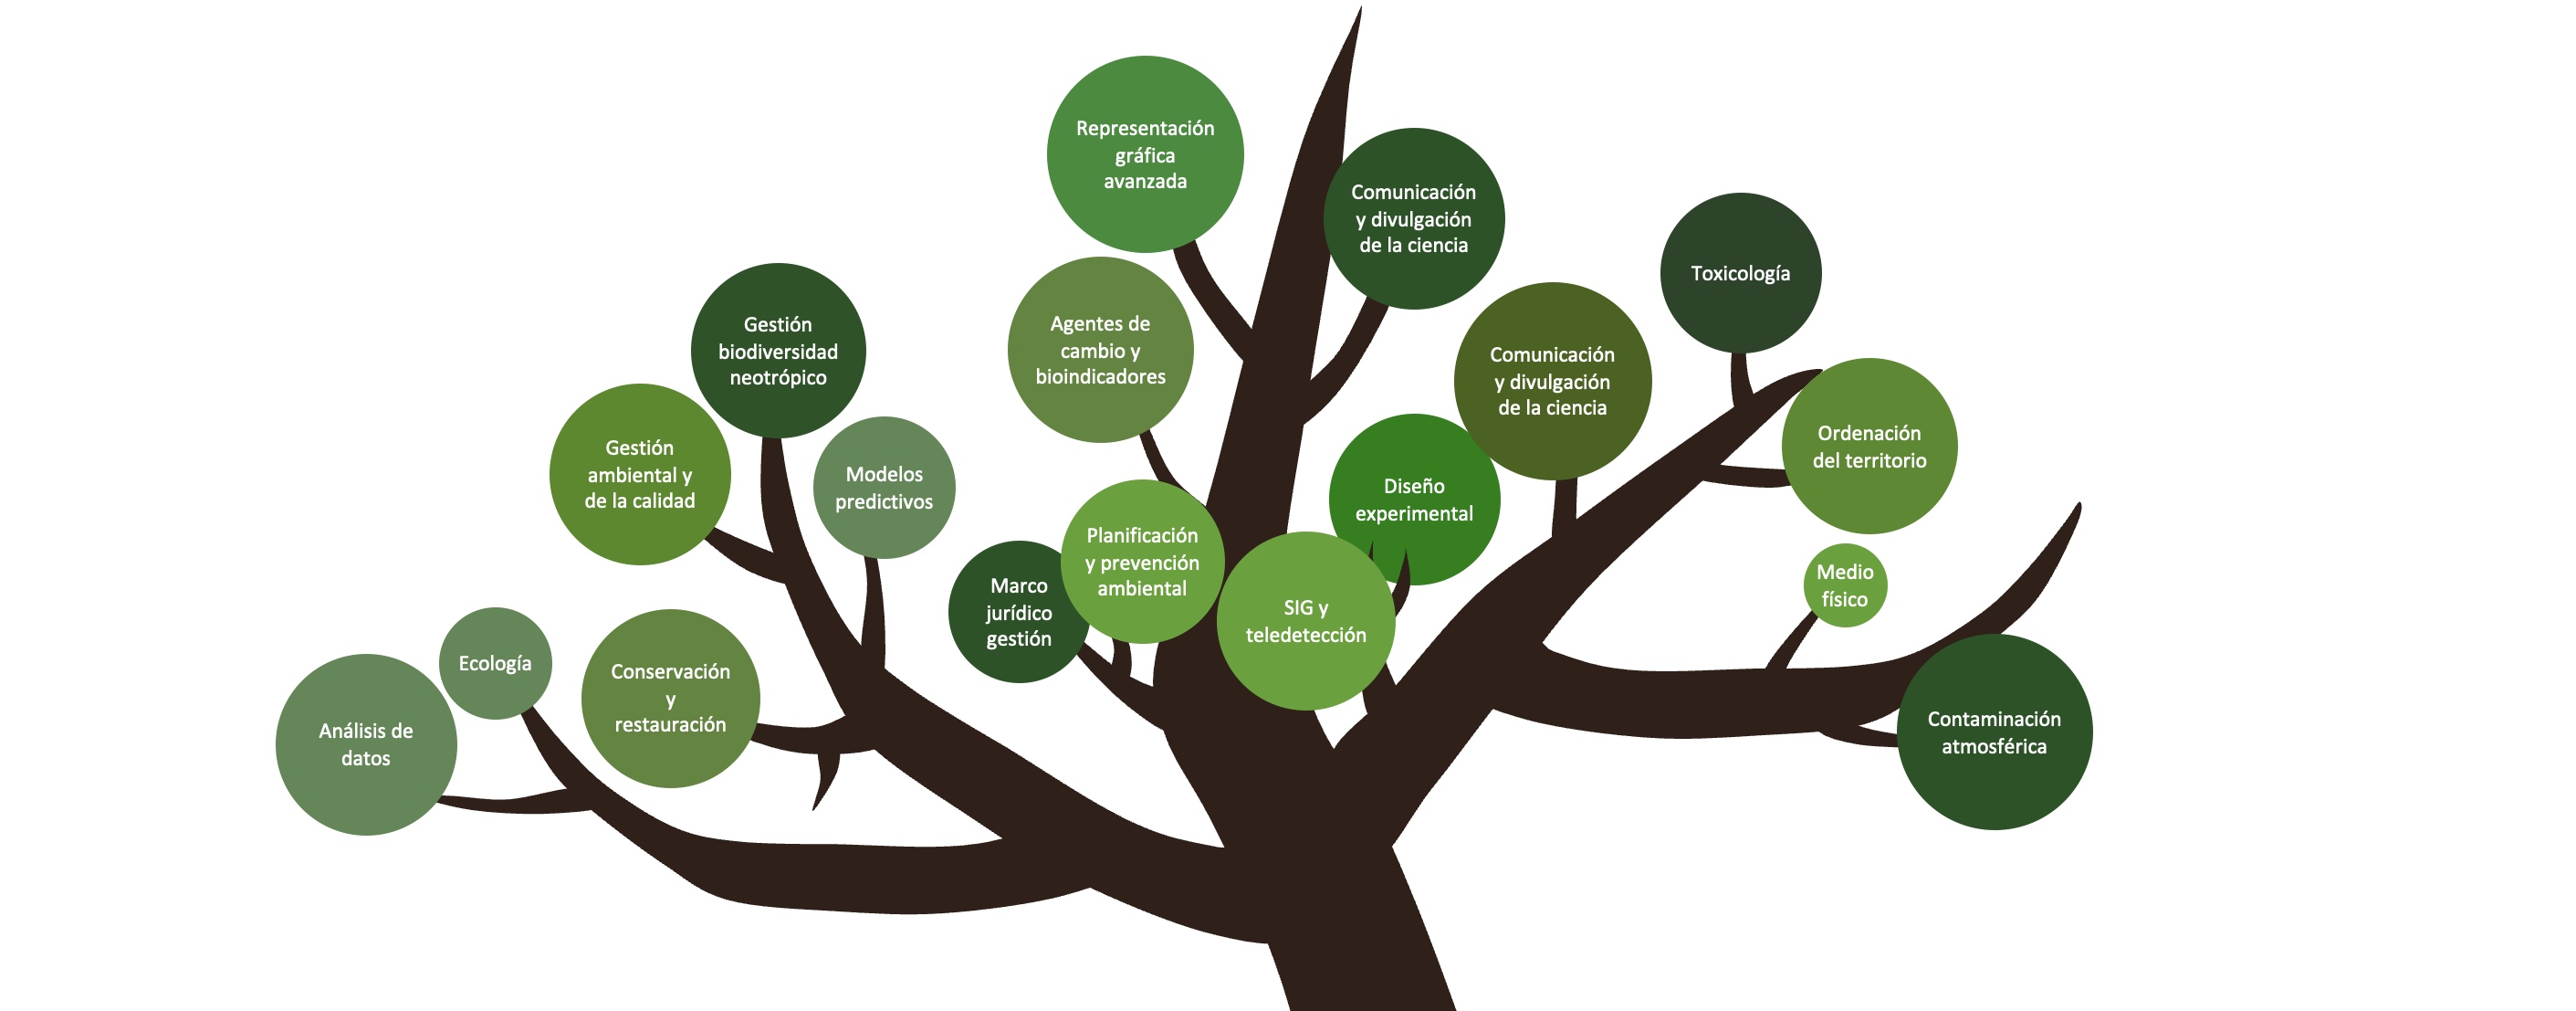 Representación
gráfica
avanzada
Comunicación
y divulgación
de la ciencia
Toxicología
Gestión
biodiversidad
neotrópico
Agentes de
cambio y
bioindicadores
Comunicación
y divulgación
de la ciencia
Gestión
ambiental y
de la calidad
Modelos
predictivos
Diseño
experimental
Ordenación
del territorio
Planificación
y prevención
ambiental
Marco
jurídico
gestión
SIG y
teledetección
Medio
físico
Ecología
Conservación
y
restauración
Análisis de
datos
Contaminación
atmosférica